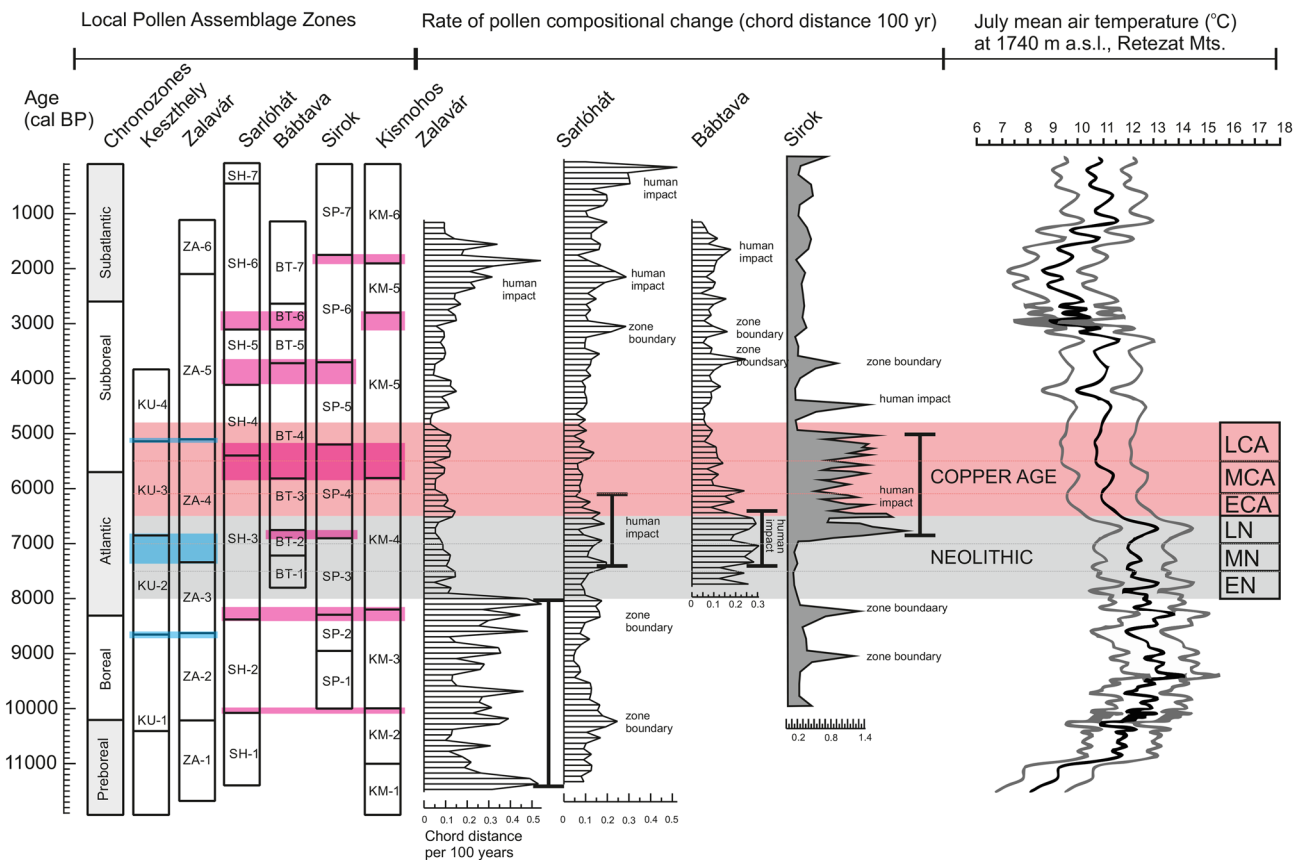 Local Pollen Assemblage Zones
Rate of pollen compositional change (chord distance 100 yr)
July mean air temperature (°C)
at 1740 m a.s.l., Retezat Mts.
Age
(cal BP)
Chronozones
Keszthely
Zalavár
Sarlóhát
Bábtava
Sirok
Kismohos
Zalavár
Sarlóhát
Bábtava
Sirok
6 7 8 9 10 11 12 13 14 15 16 17 18
1000
2000
3000
4000
5000
6000
7000
8000
9000
10000
11000
Subatlantic
Subboreal
Atlantic
Boreal
Preboreal
KU-4
KU-3
KU-2
KU-1
ZA-6
ZA-5
ZA-4
ZA-3
ZA-2
ZA-1
SH-7
SH-6
SH-5
SH-4
SH-3
SH-2
SH-1
BT-7
BT-6
BT-5
BT-4
BT-3
BT-2
BT-1
SP-7
SP-6
SP-5
SP-4
SP-3
SP-2
SP-1
KM-6
KM-5
KM-5
KM-4
KM-3
KM-2
KM-1
human
impact
0 0.1 0.2 0.3 0.4 0.5
Chord distance
per 100 years
human
impact
human
impact
zone
boundary
human
impact
zone
boundary
zone
boundary
0 0.1 0.2 0.3 0.4 0.5
human
impact
zone
boundary
zone
boundsary
human
impact
0 0.1 0.2 0.3
zone boundary
human impact
human
impact
zone boundaary
zone boundary
0.2 0.8 1.4
COPPER AGE
NEOLITHIC
LCA
MCA
ECA
LN
MN
EN